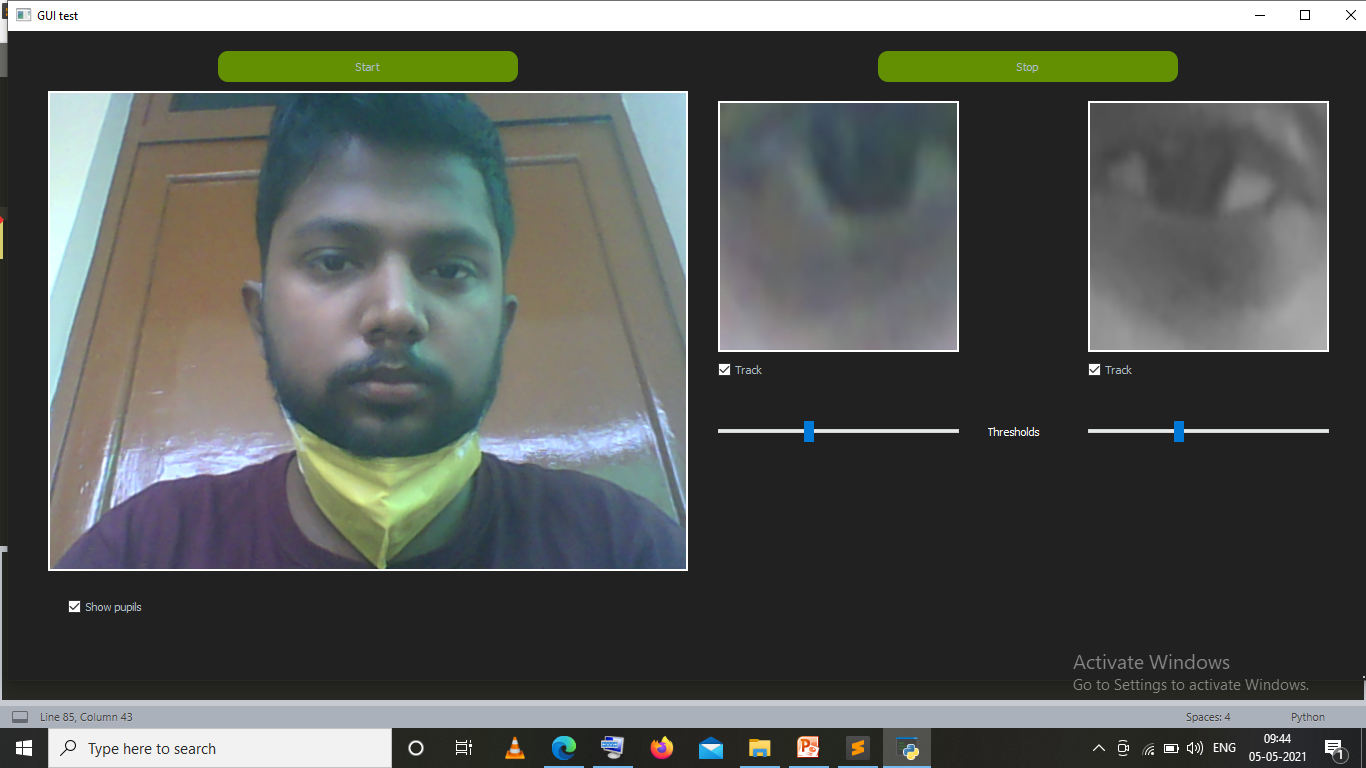 GUI test
Start
Stop
Track
Track
Thresholds
Show pupils
Activate Windows
Go to Settings to activate Windows.
Line 85, Column 43
Spaces: 4
Python
Type here to search
ENG
09:44
05-05-2021
1